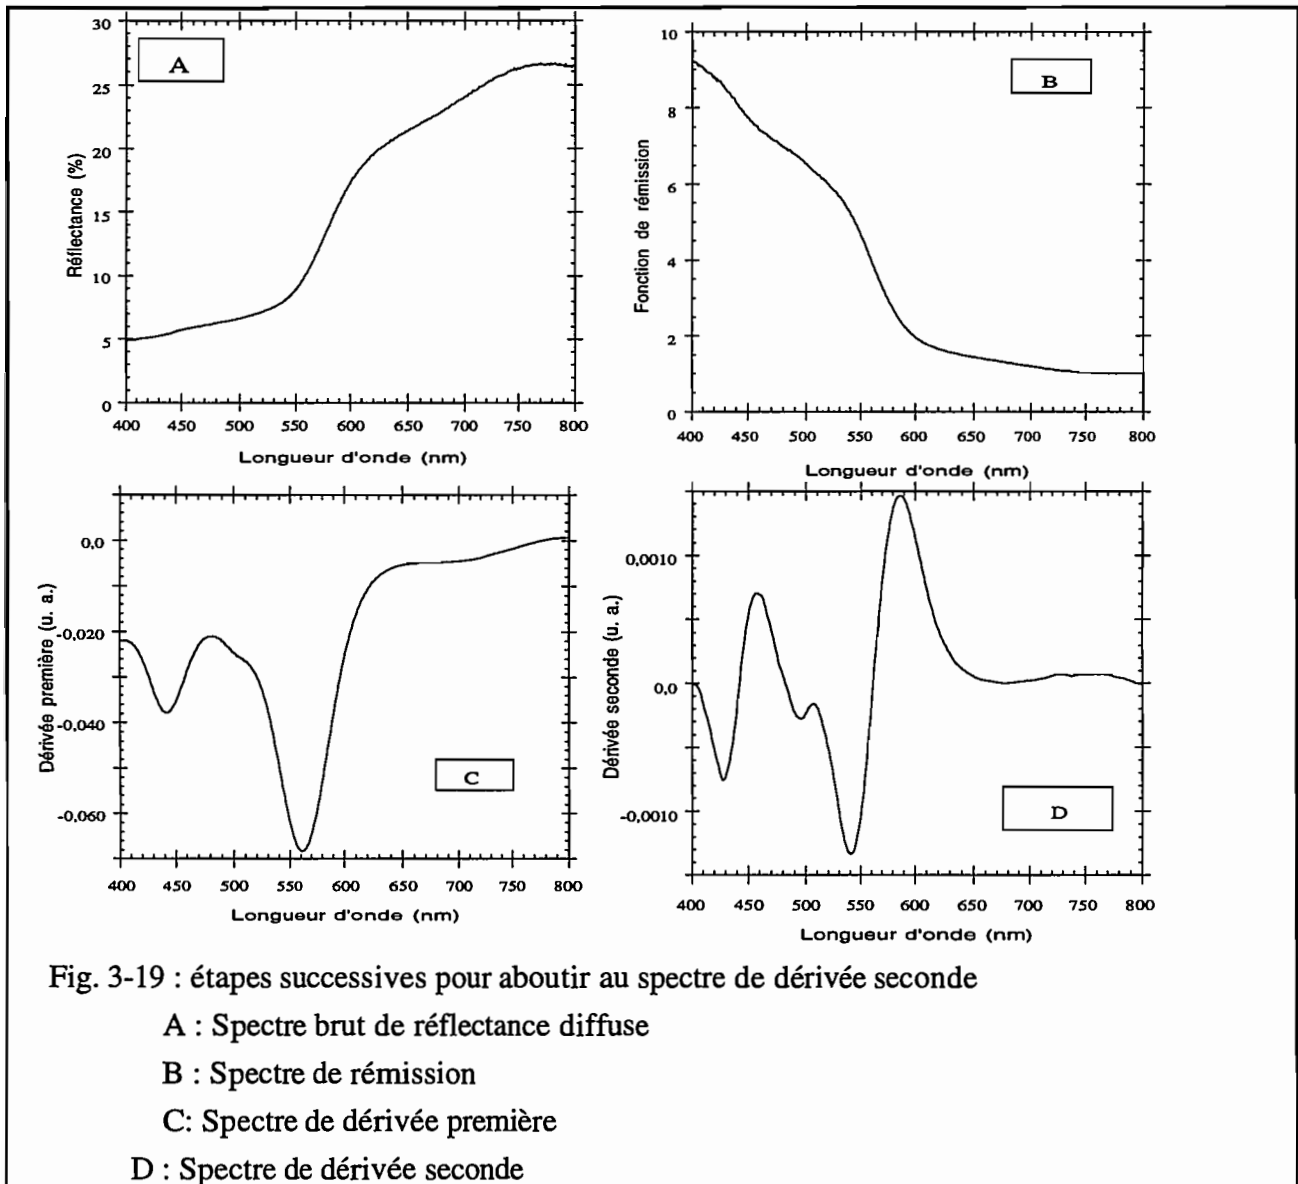 A
30
25
20
15
10
5
0
Réflectance (%)
400 450 500 550 600 650 700 750 800
Longueur d'onde (nm)
B
10
8
6
4
2
0
Fonction de rémission
400 450 500 550 600 650 700 750 800
Longueur d'onde (nm)
0,0
-0,020
-0,040
-0,060
Dérivée première (u. a.)
C
400 450 500 550 600 650 700 750 800
Longueur d'onde (nm)
0,0010
0,0
-0,0010
Dérivée seconde (u. a.)
D
400 450 500 550 600 650 700 750 800
Longueur d'onde (nm)
Fig. 3-19 : étapes successives pour aboutir au spectre de dérivée seconde
A : Spectre brut de réflectance diffuse
B : Spectre de rémission
C: Spectre de dérivée première
D : Spectre de dérivée seconde